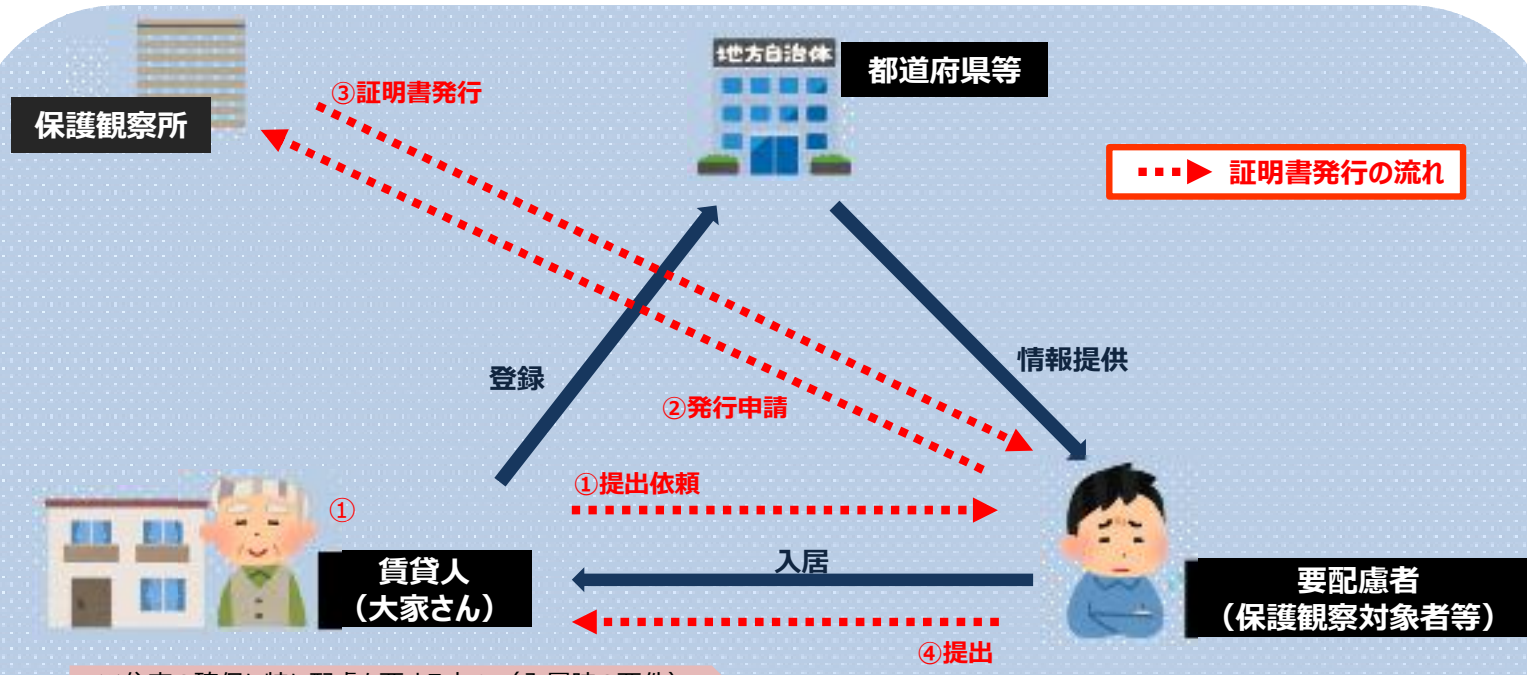 地方自治体
都道府県等
③証明書発行
保護観察所
証明書発行の流れ
登録
情報提供
②発行申請
①提出依頼
①
入居
賃貸人
（大家さん）
要配慮者
（保護観察対象者等）
④提出